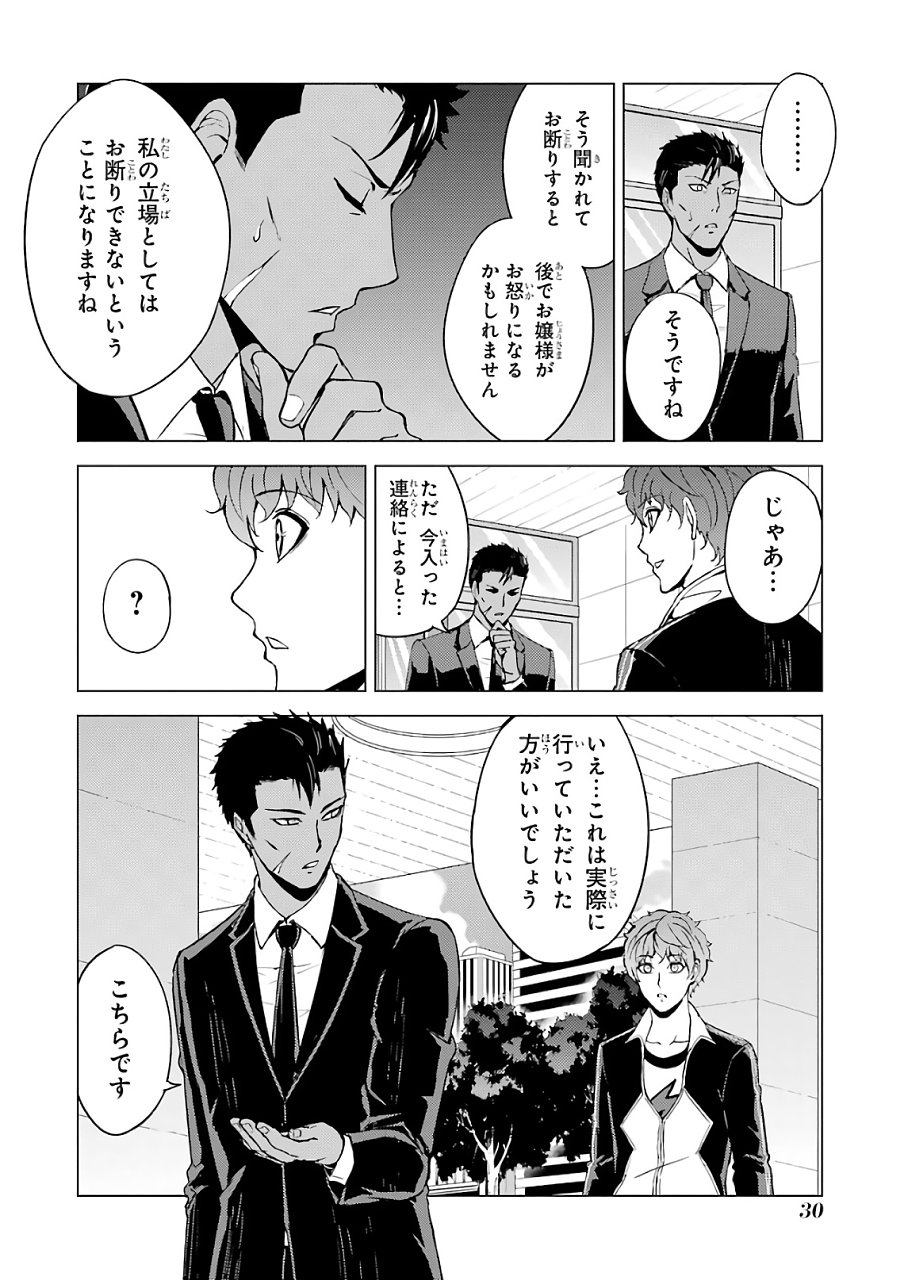 ………
そうですね
そう聞かれて
お断りすると
後でお嬢様が
お怒りになる
かもしれません
私の立場としては
お断りできないという
ことになりますね
じゃあ…
ただ 今入った
連絡によると…
？
いえ…これは実際に
行っていただいた
方がいいでしょう
こちらです
30